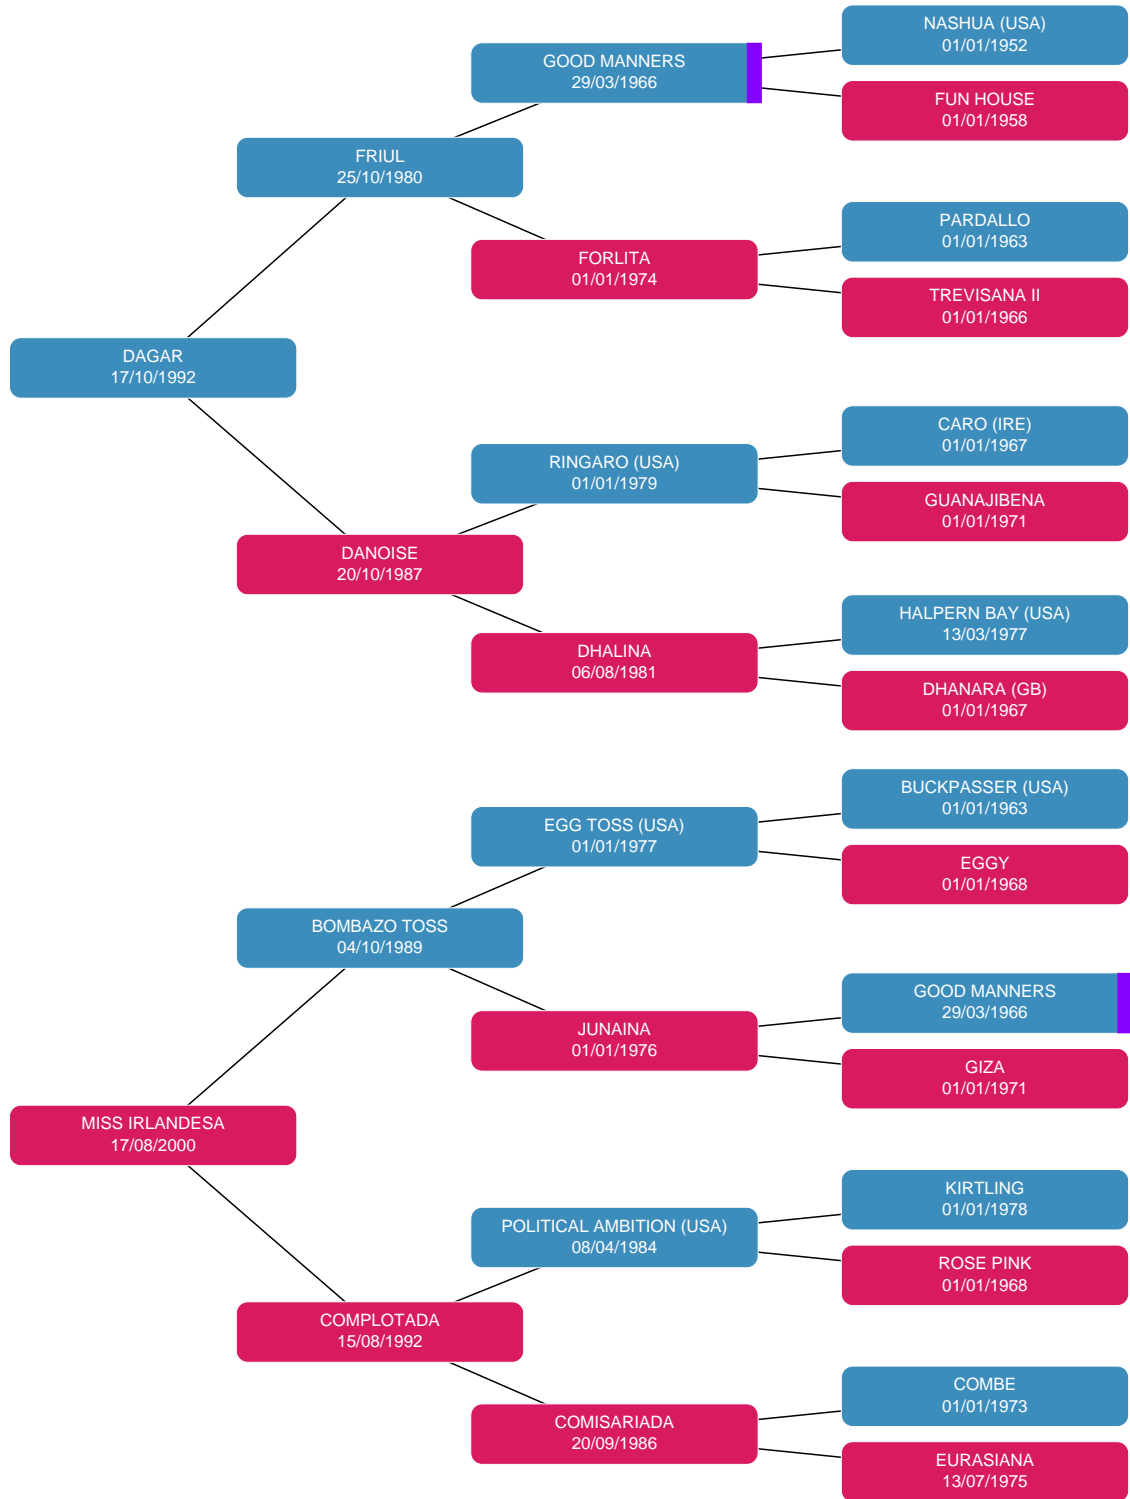 NASHUA (USA)
01/01/1952
GOOD MANNERS
29/03/1966
FUN HOUSE
01/01/1958
FRIUL
25/10/1980
PARDALLO
01/01/1963
FORLITA
01/01/1974
TREVISANA II
01/01/1966
DAGAR
17/10/1992
CARO (IRE)
01/01/1967
RINGARO (USA)
01/01/1979
GUANAJIBENA
01/01/1971
DANOISE
20/10/1987
HALPERN BAY (USA)
13/03/1977
DHALINA
06/08/1981
DHANARA (GB)
01/01/1967
BUCKPASSER (USA)
01/01/1963
EGG TOSS (USA)
01/01/1977
EGGY
01/01/1968
BOMBAZO TOSS
04/10/1989
GOOD MANNERS
29/03/1966
JUNAINA
01/01/1976
GIZA
01/01/1971
MISS IRLANDESA
17/08/2000
KIRTLING
01/01/1978
POLITICAL AMBITION (USA)
08/04/1984
ROSE PINK
01/01/1968
COMPLOTADA
15/08/1992
COMBE
01/01/1973
COMISARIADA
20/09/1986
EURASIANA
13/07/1975